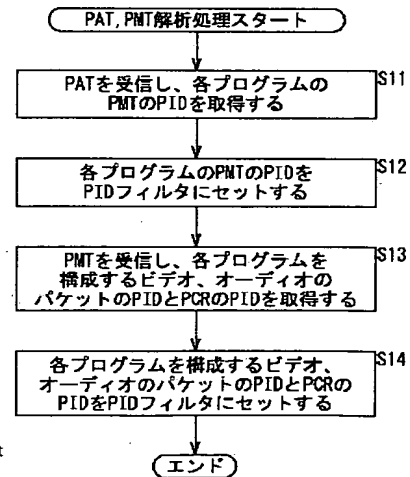 PAT,PMT解析処理スタート
S11
PATを受信し、各プログラムの
PMTのPIDを取得する
S12
各プログラムのPMTのPIDを
PIDフィルタにセットする
S13
PMTを受信し、各プログラムを
構成するビデオ、オーディオの
パケットのPIDとPCRのPIDを取得する
S14
各プログラムを構成するビデオ、
オーディオのパケットのPIDとPCRの
PIDをPIDフィルタにセットする
t
エンド